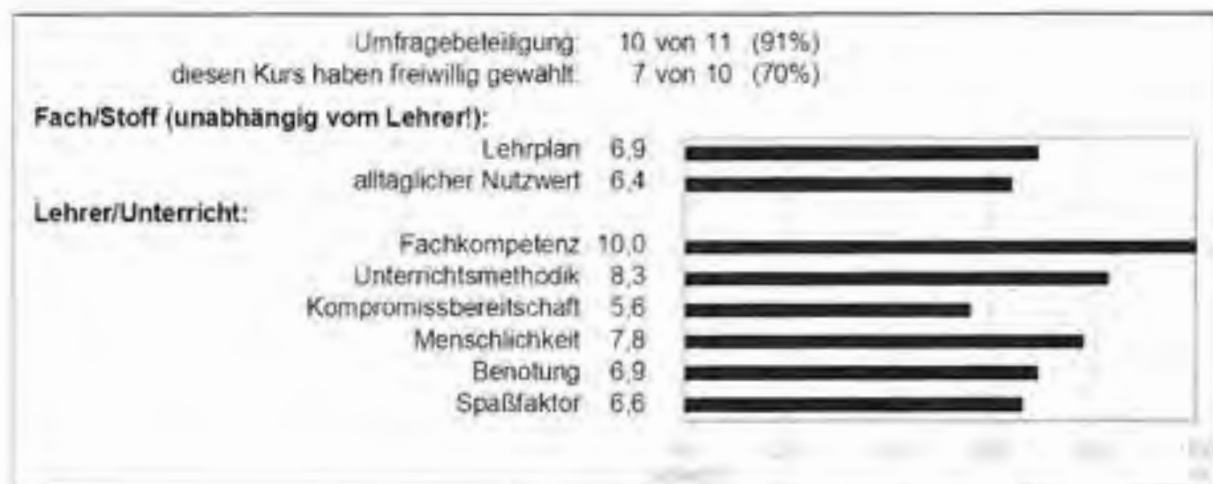 Umfragebeteiligung: 10 von 11 (91%)
diesen Kurs haben freiwillig gewählt: 7 von 10 (70%)
Fach/Stoff (unabhängig vom Lehrer!):
Lehrplan 6,9
alltäglicher Nutzwert 6,4
Lehrer/Unterricht:
Fachkompetenz 10,0
Unterrichtsmethodik 8,3
Kompromissbereitschaft 5,6
Menschlichkeit 7,8
Benotung 6,9
Spaßfaktor 6,6